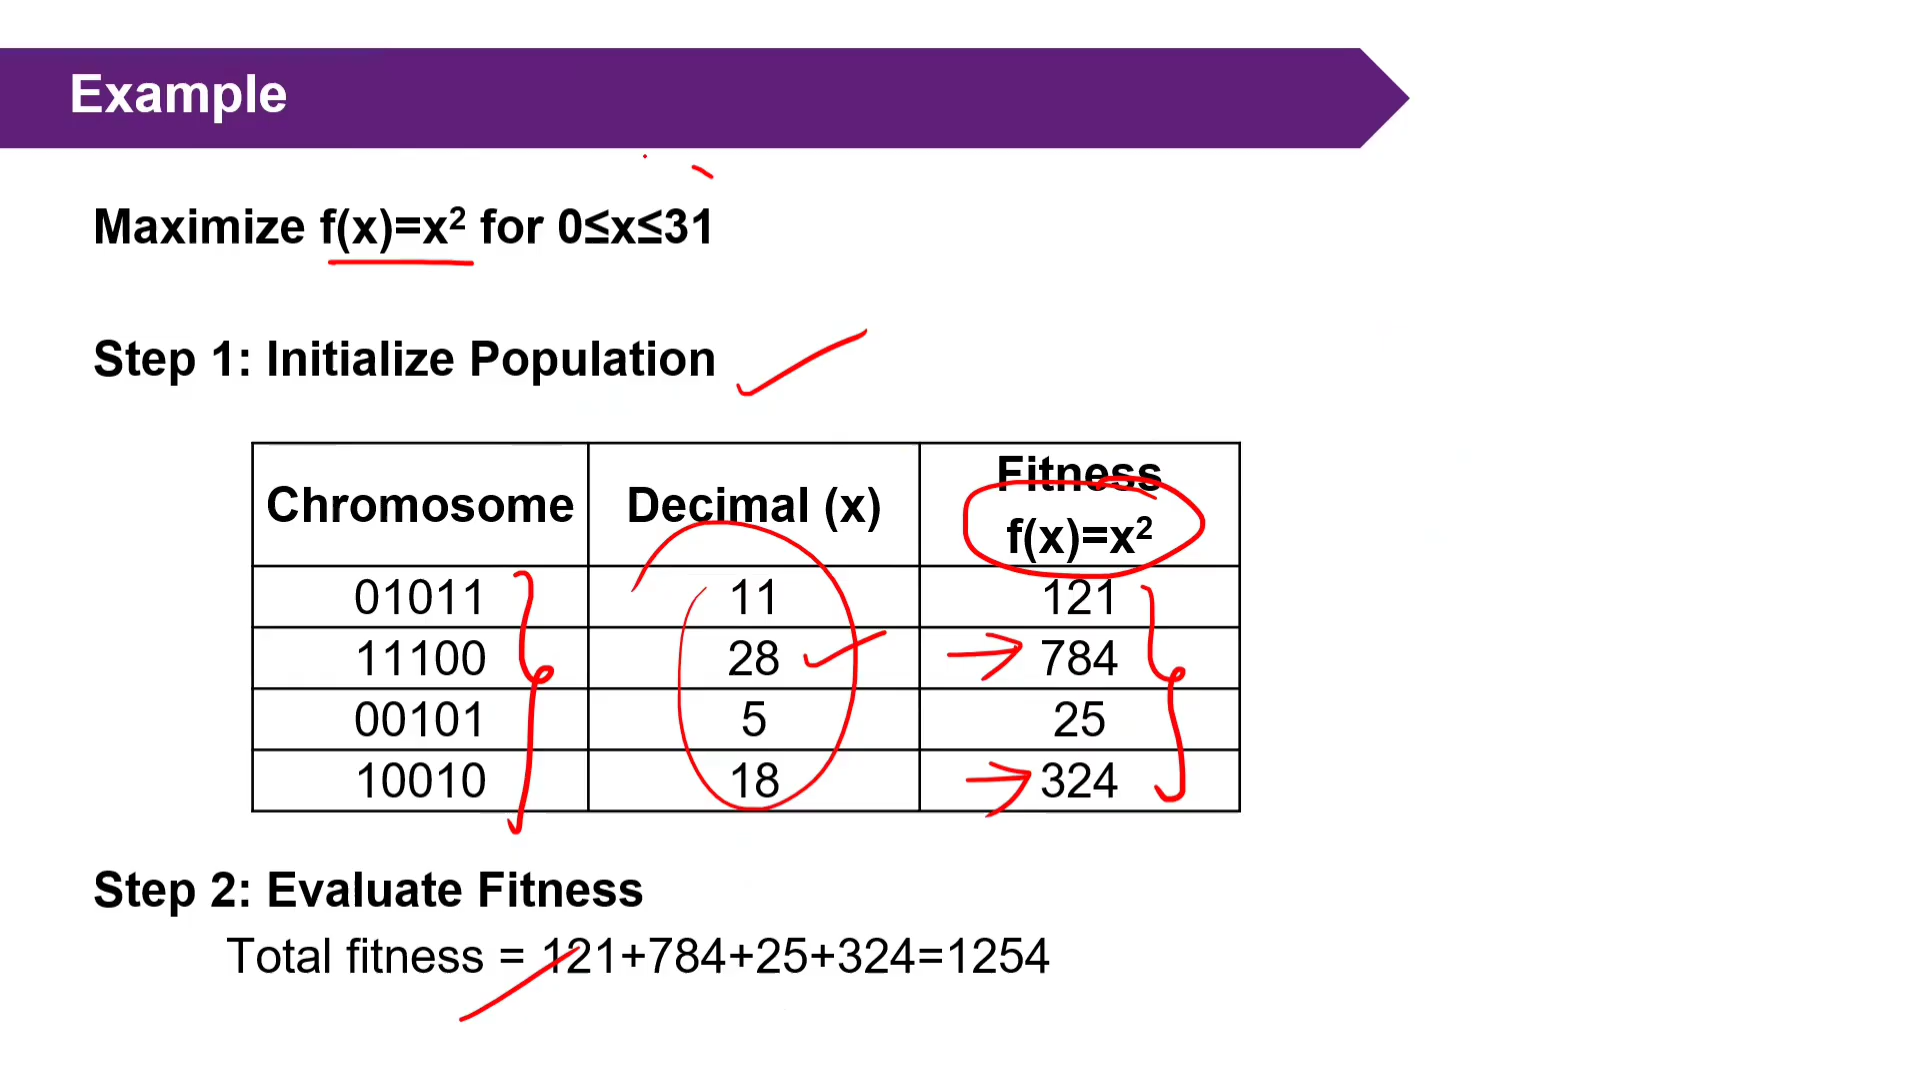 Example
Maximize f(x)=x² for 0≤x≤31
Step 1: Initialize Population
Chromosome Decimal (x) Fitness f(x)=x²
01011 11 121
11100 28 784
00101 5 25
10010 18 324
Step 2: Evaluate Fitness
Total fitness = 121+784+25+324=1254